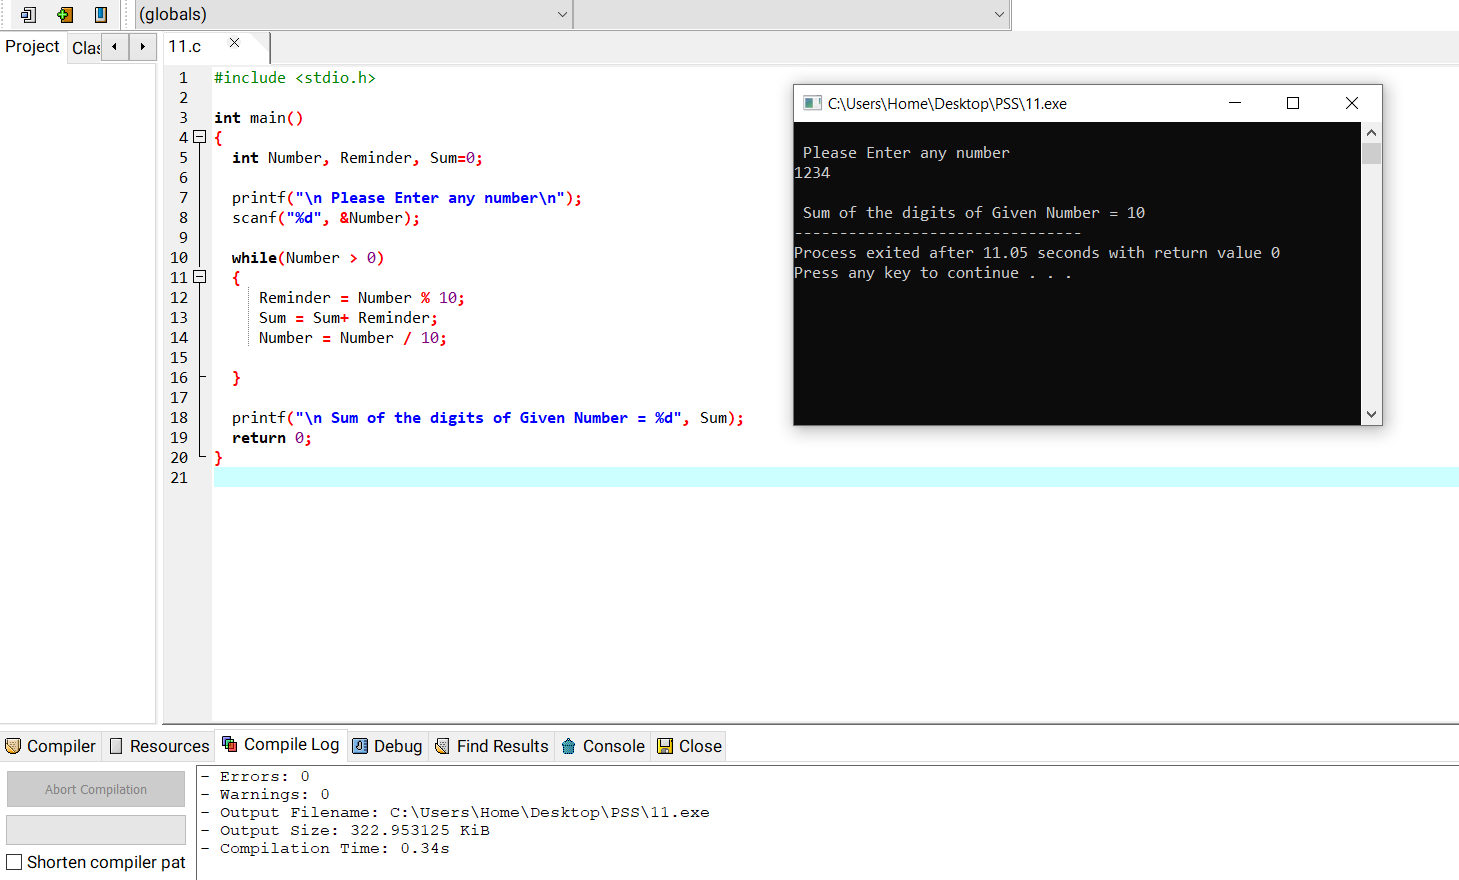 (globals)
Project
Clas
11.c
1 #include <stdio.h>
2
3 int main()
4 {
5 int Number, Reminder, Sum=0;
6
7 printf("\n Please Enter any number\n");
8 scanf("%d", &Number);
9
10 while(Number > 0)
11 {
12 Reminder = Number % 10;
13 Sum = Sum+ Reminder;
14 Number = Number / 10;
15
16 }
17
18 printf("\n Sum of the digits of Given Number = %d", Sum);
19 return 0;
20 }
21
C:\Users\Home\Desktop\PSS\11.exe
Please Enter any number
1234
Sum of the digits of Given Number = 10
--------------------------------
Process exited after 11.05 seconds with return value 0
Press any key to continue . . .
Compiler
Resources
Compile Log
Debug
Find Results
Console
Close
Abort Compilation
Shorten compiler pat
- Errors: 0
- Warnings: 0
- Output Filename: C:\Users\Home\Desktop\PSS\11.exe
- Output Size: 322.953125 KiB
- Compilation Time: 0.34s